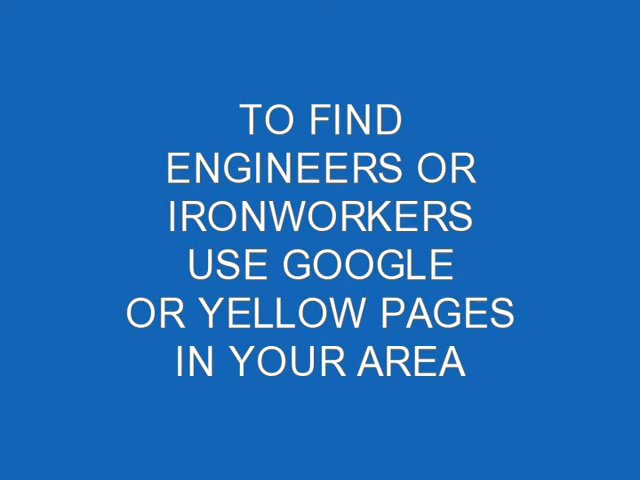 TO FIND
ENGINEERS OR
IRONWORKERS
USE GOOGLE
OR YELLOW PAGES
IN YOUR AREA